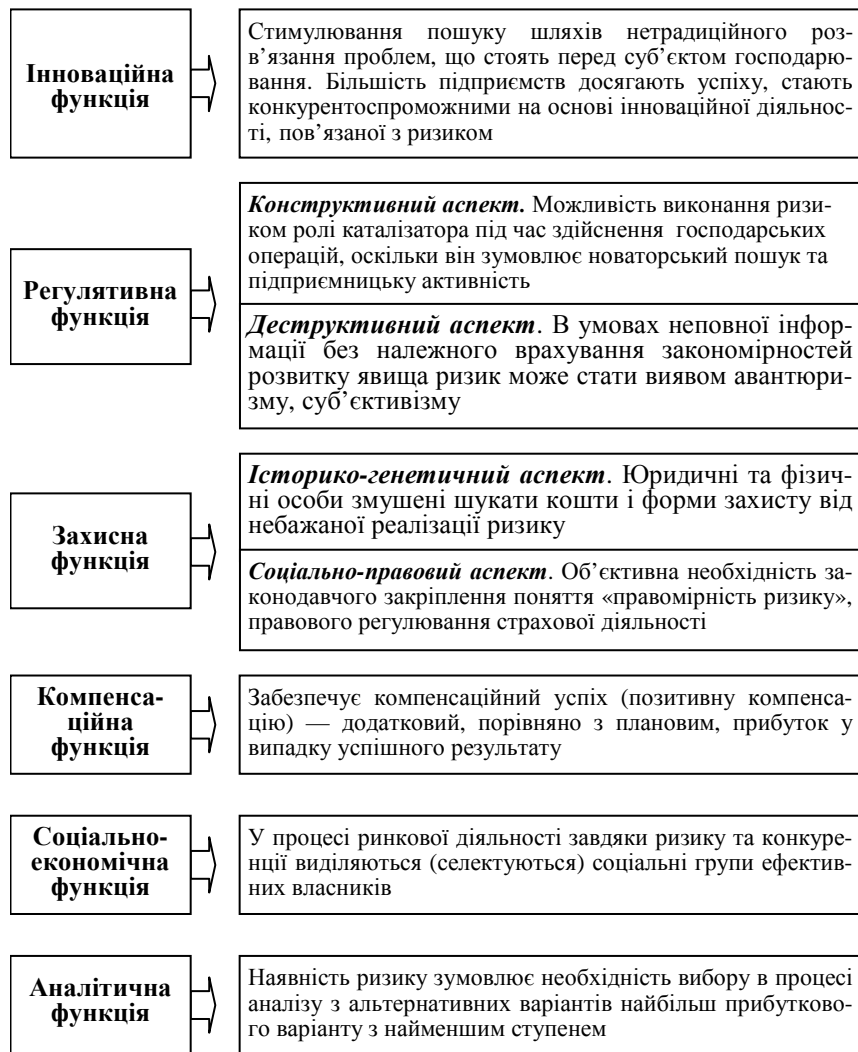 Інноваційна
функція
Стимулювання пошуку шляхів нетрадиційного роз-
в’язання проблем, що стоять перед суб’єктом господарю-
вання. Більшість підприємств досягають успіху, стають
конкурентоспроможними на основі інноваційної діяльнос-
ті, пов’язаної з ризиком
Регулятивна
функція
Конструктивний аспект. Можливість виконання ризи-
ком ролі каталізатора під час здійснення господарських
операцій, оскільки він зумовлює новаторський пошук та
підприємницьку активність
Деструктивний аспект. В умовах неповної інфор-
мації без належного врахування закономірностей
розвитку явища ризик може стати виявом авантюри-
зму, суб’єктивізму
Захисна
функція
Історико-генетичний аспект. Юридичні та фізич-
ні особи змушені шукати кошти і форми захисту від
небажаної реалізації ризику
Соціально-правовий аспект. Об’єктивна необхідність за-
конодавчого закріплення поняття «правомірність ризику»,
правового регулювання страхової діяльності
Компенса-
ційна
функція
Забезпечує компенсаційний успіх (позитивну компенса-
цію) — додатковий, порівняно з плановим, прибуток у
випадку успішного результату
Соціально-
економічна
функція
У процесі ринкової діяльності завдяки ризику та конкуре-
нції виділяються (селектуються) соціальні групи ефектив-
них власників
Аналітична
функція
Наявність ризику зумовлює необхідність вибору в процесі
аналізу з альтернативних варіантів найбільш прибутково-
го варіанту з найменшим ступенем